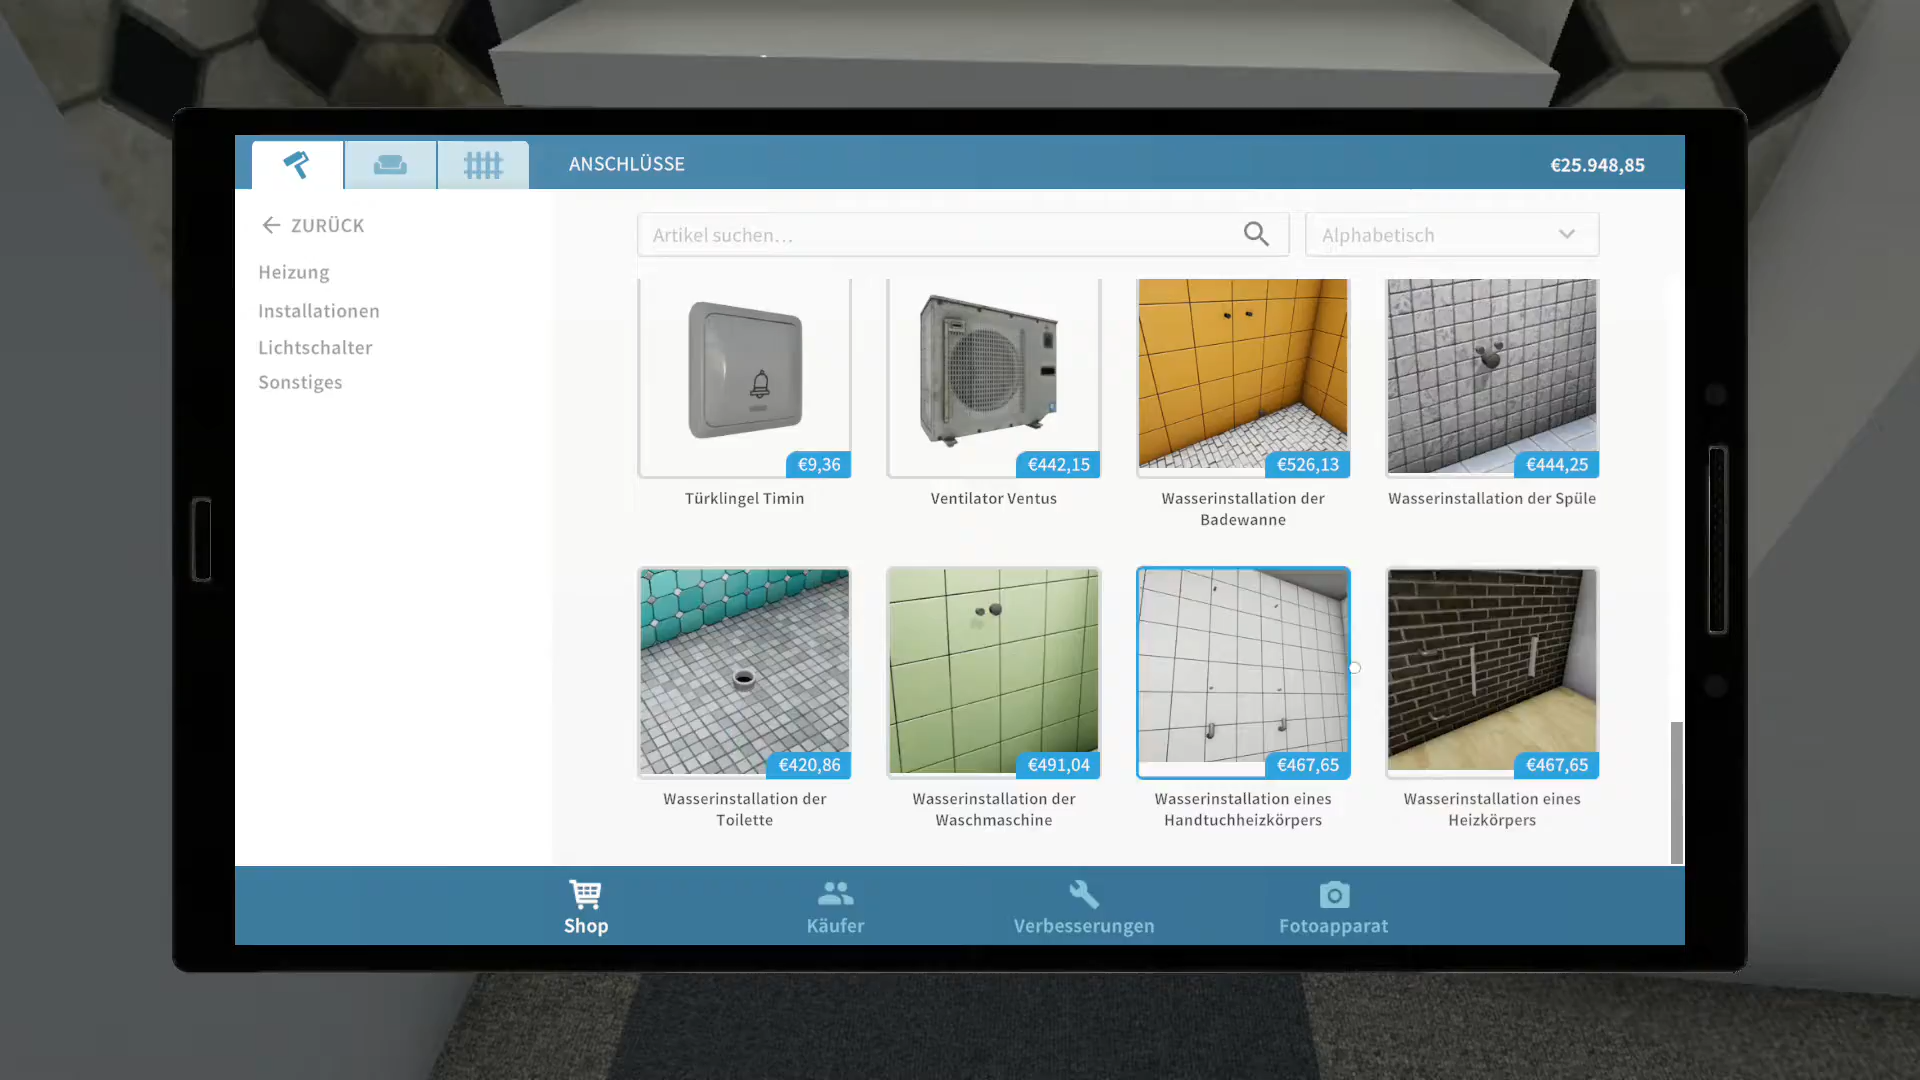 ANSCHLÜSSE
€25.948,85
ZURÜCK
Heizung
Installationen
Lichtschalter
Sonstiges
Artikel suchen...
Alphabetisch
€9,36
€442,15
€526,13
€444,25
Türklingel Timin
Ventilator Ventus
Wasserinstallation der
Badewanne
Wasserinstallation der Spüle
€420,86
€491,04
€467,65
€467,65
Wasserinstallation der
Toilette
Wasserinstallation der
Waschmaschine
Wasserinstallation eines
Handtuchheizkörpers
Wasserinstallation eines
Heizkörpers
Shop
Käufer
Verbesserungen
Fotoapparat